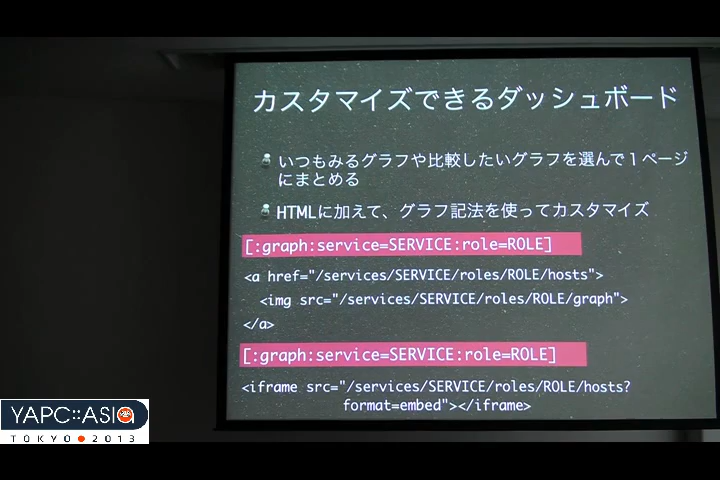 カスタマイズできるダッシュボード
いつもみるグラフや比較したいグラフを選んで１ページ
にまとめる
HTMLに加えて、グラフ記法を使ってカスタマイズ
[:graph:service=SERVICE:role=ROLE]
<a href="/services/SERVICE/roles/ROLE/hosts">
<img src="/services/SERVICE/roles/ROLE/graph">
</a>
[:graph:service=SERVICE:role=ROLE]
<iframe src="/services/SERVICE/roles/ROLE/hosts?
format=embed"></iframe>
YAPC::ASIA
TOKYO 2013